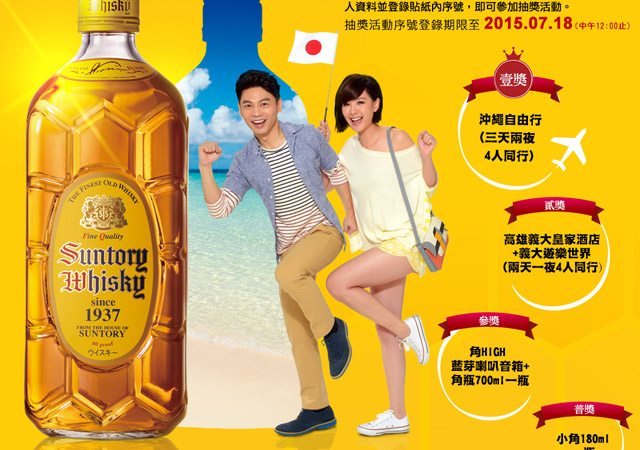 人資料並登錄貼紙內序號，即可參加抽獎活動。
抽獎活動序號登錄期限至 2015.07.18 (中午12:00止)
壹獎
沖繩自由行
(三天兩夜
4人同行)
貳獎
高雄義大皇家酒店
+義大遊樂世界
(兩天一夜4人同行)
參獎
角HIGH
藍芽喇叭音箱+
角瓶700ml一瓶
普獎
小角180ml
Whisky
THE FINEST OLD WHISKY
Fine Quality
Suntory
Whisky
since
1937
FROM THE HOUSE OF
SUNTORY
90 proof
ウイスキー